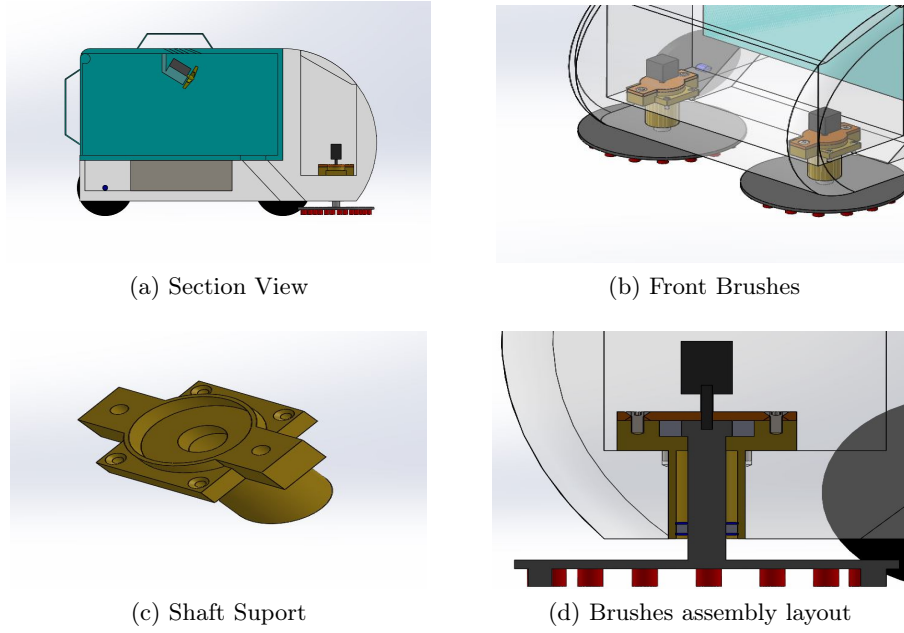 (a) Section View
(b) Front Brushes
(c) Shaft Suport
(d) Brushes assembly layout